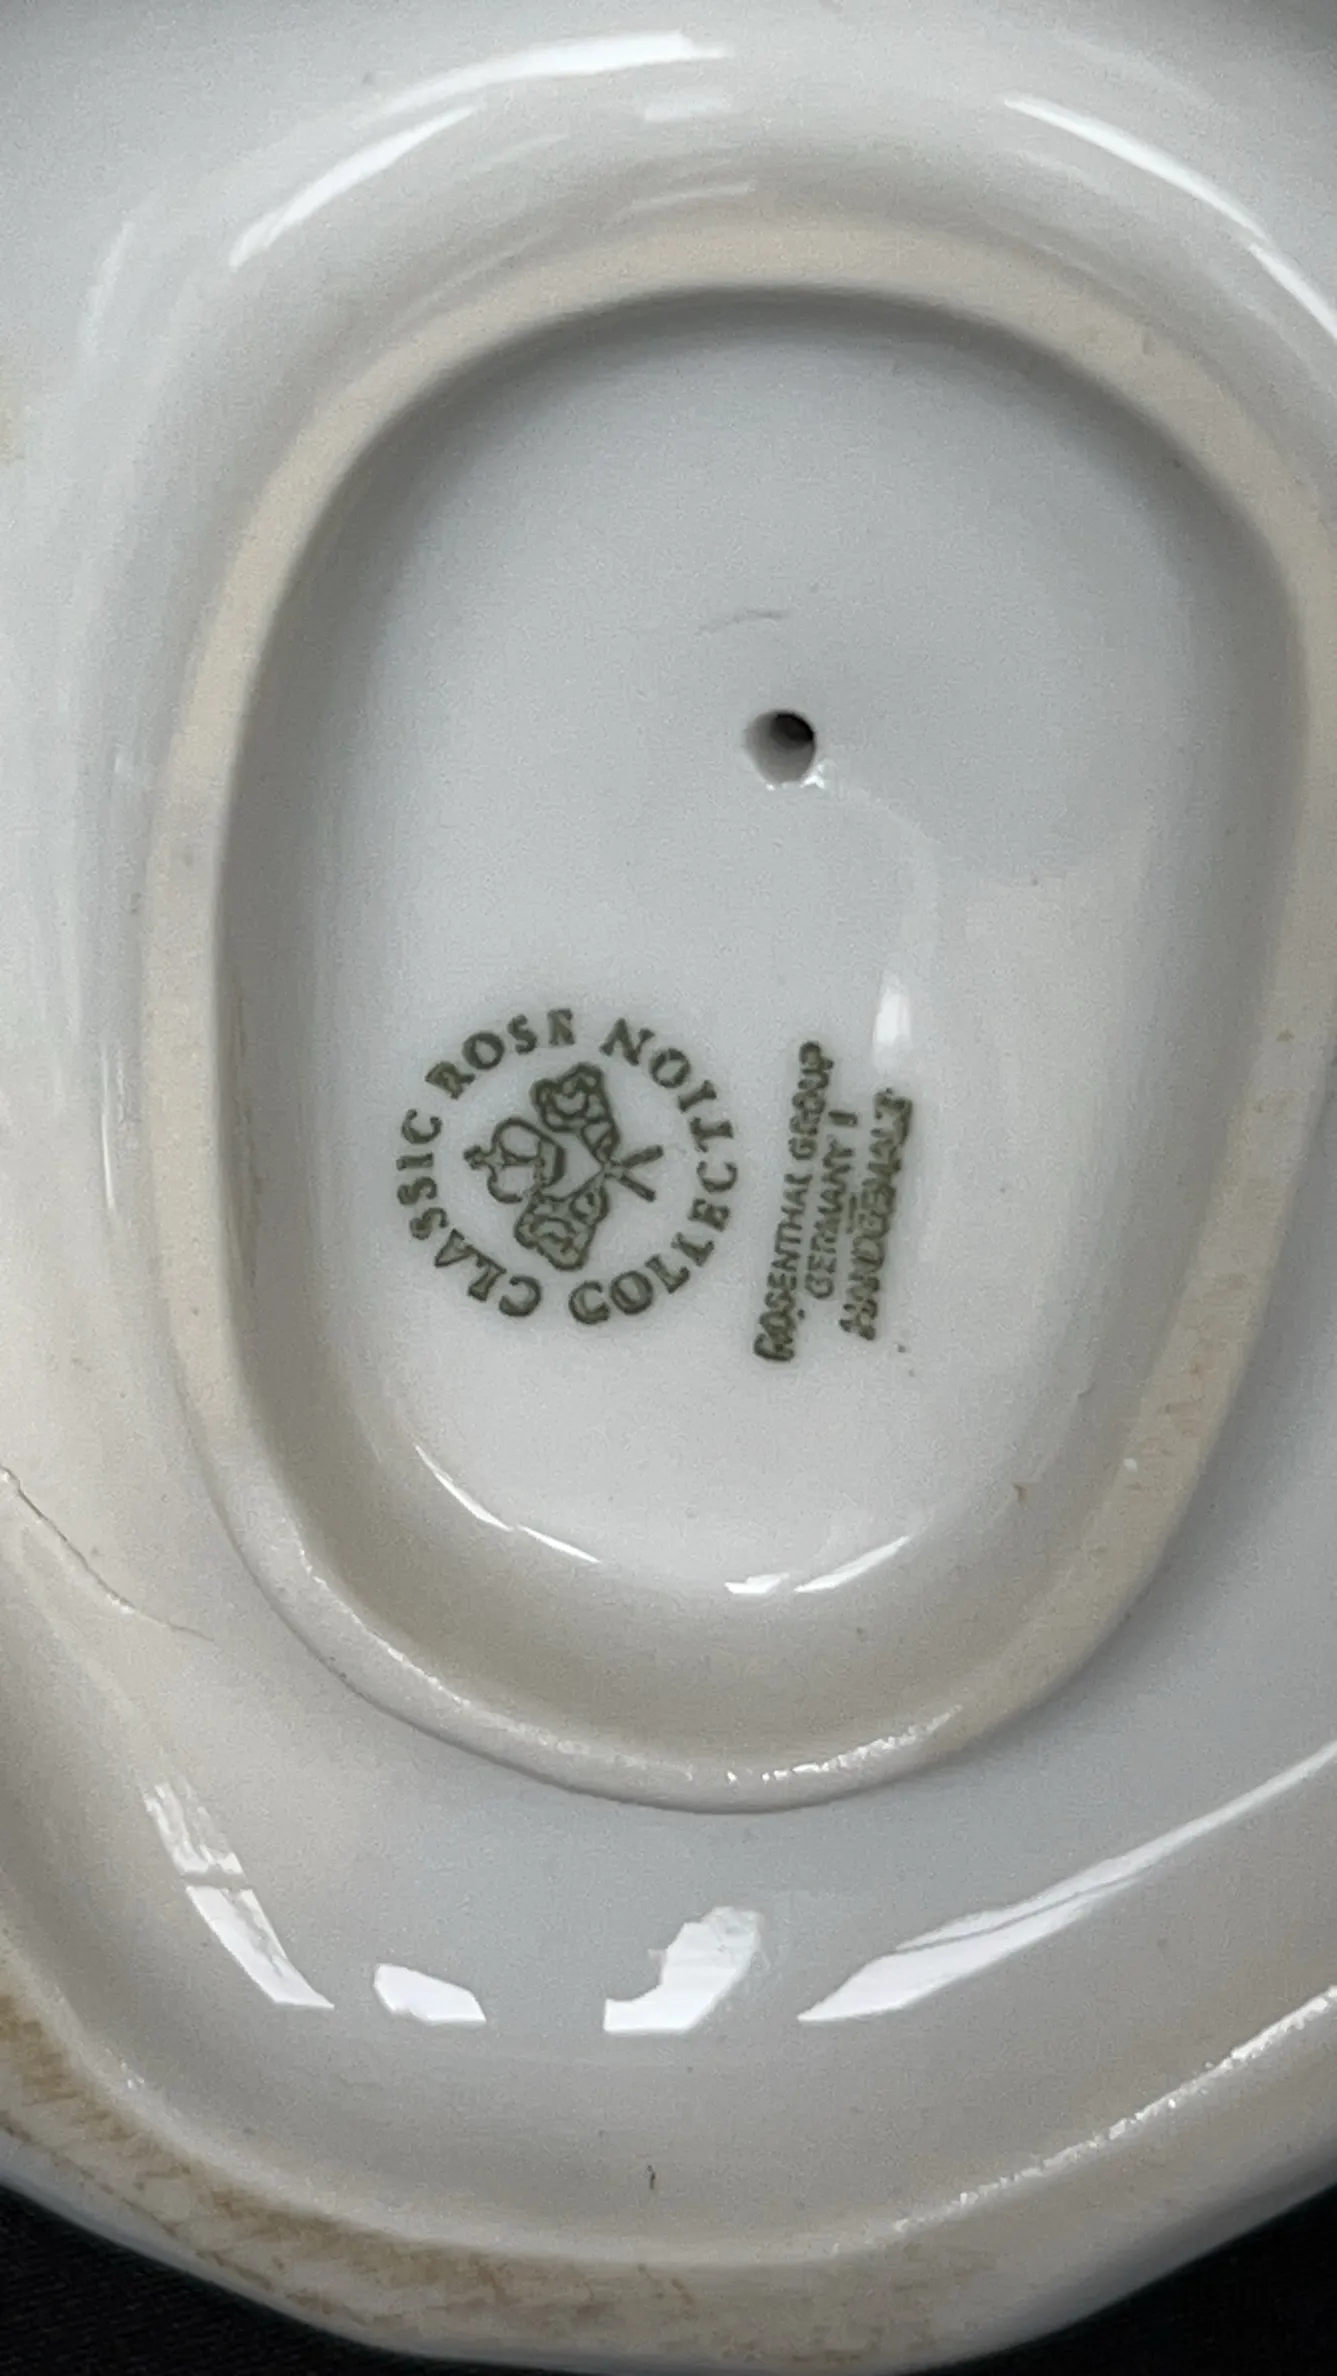 CLASSIC ROSE
COLLECTION
ROSENTHAL GROUP
GERMANY
HANDGEMALT